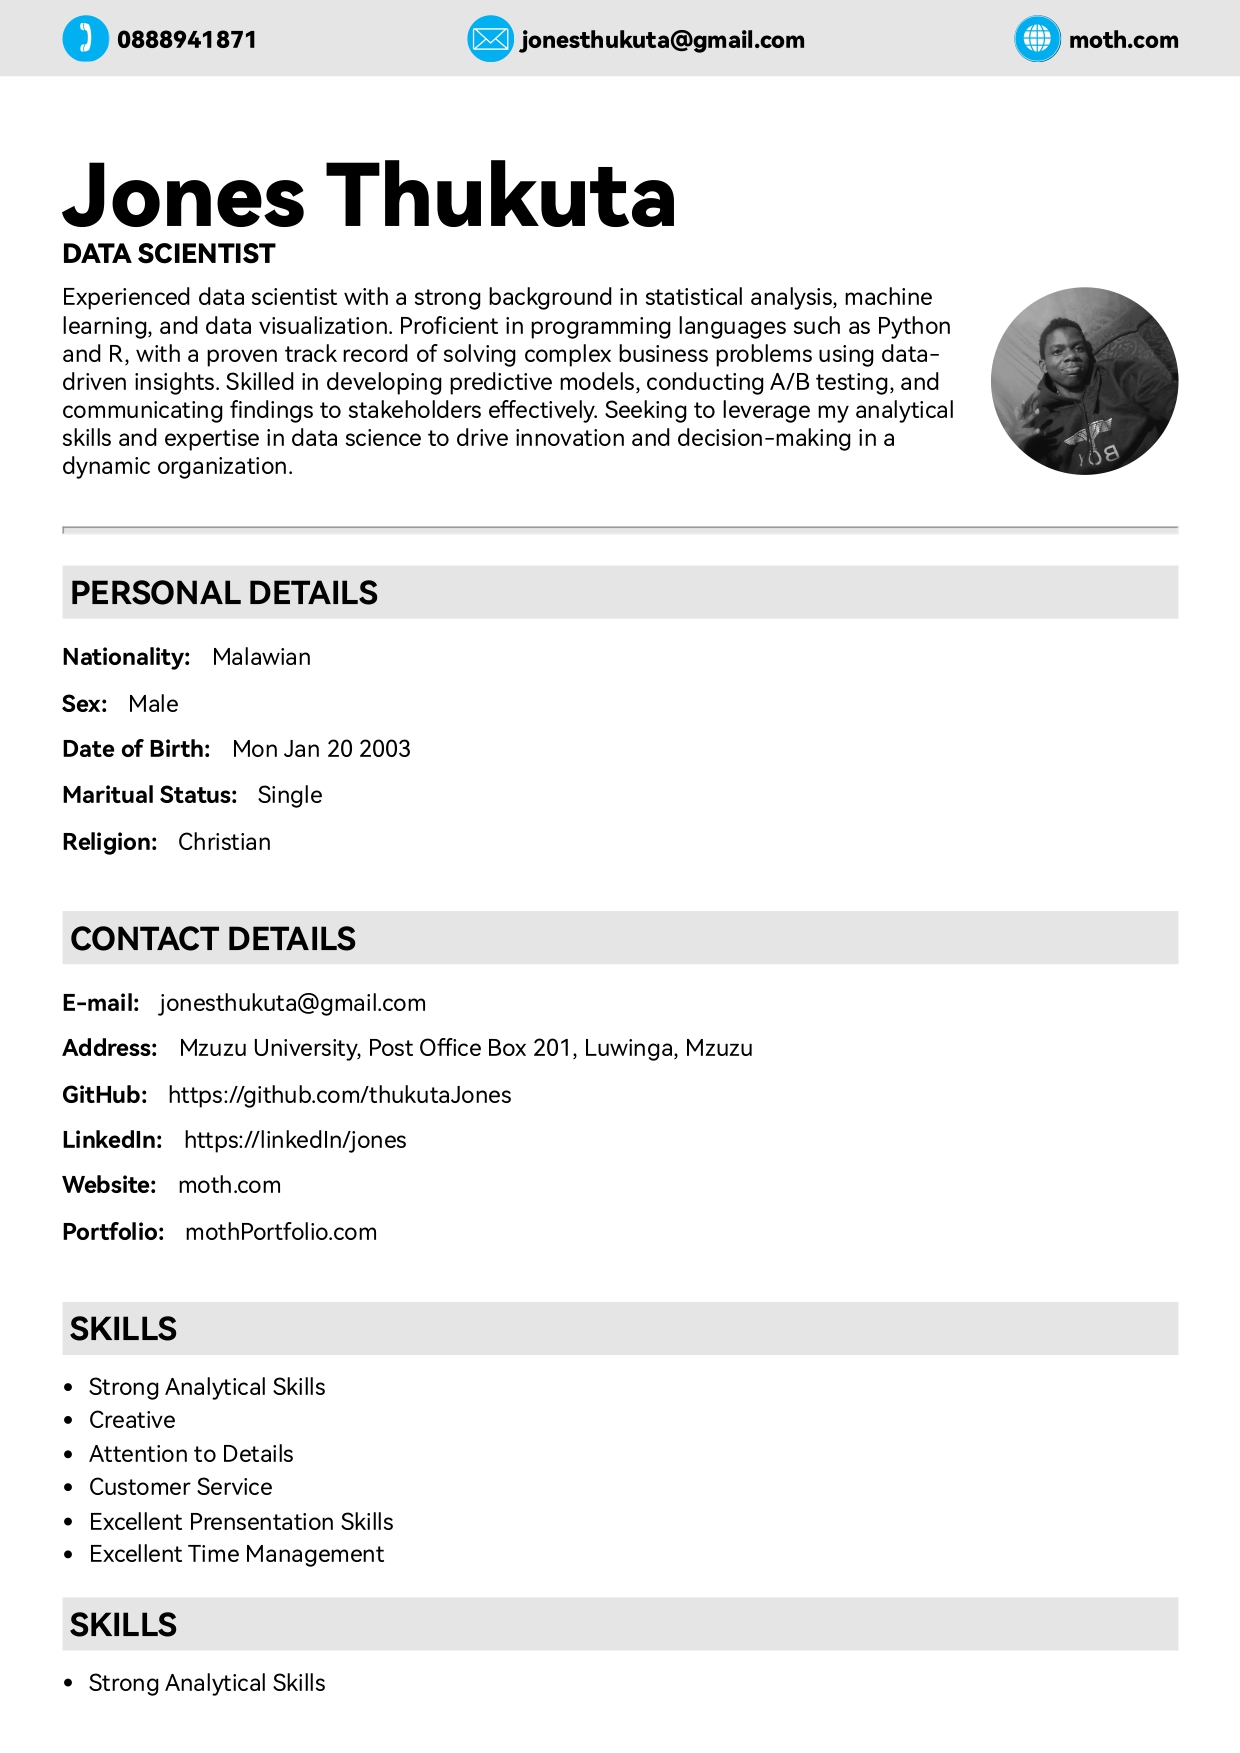 0888941871
jonesthukuta@gmail.com
moth.com
Jones Thukuta
DATA SCIENTIST
Experienced data scientist with a strong background in statistical analysis, machine
learning, and data visualization. Proficient in programming languages such as Python
and R, with a proven track record of solving complex business problems using data-
driven insights. Skilled in developing predictive models, conducting A/B testing, and
communicating findings to stakeholders effectively. Seeking to leverage my analytical
skills and expertise in data science to drive innovation and decision-making in a
dynamic organization.
BOY
PERSONAL DETAILS
Nationality: Malawian
Sex: Male
Date of Birth: Mon Jan 20 2003
Maritual Status: Single
Religion: Christian
CONTACT DETAILS
E-mail: jonesthukuta@gmail.com
Address: Mzuzu University, Post Office Box 201, Luwinga, Mzuzu
GitHub: https://github.com/thukutaJones
LinkedIn: https://linkedIn/jones
Website: moth.com
Portfolio: mothPortfolio.com
SKILLS
• Strong Analytical Skills
• Creative
• Attention to Details
• Customer Service
• Excellent Prensentation Skills
• Excellent Time Management
SKILLS
• Strong Analytical Skills